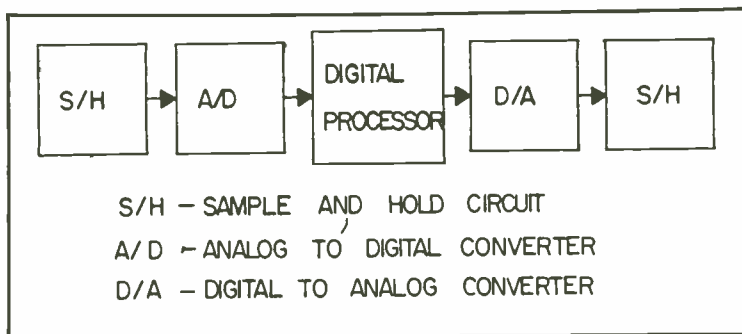 S/H
A/D
DIGITAL
PROCESSOR
D/A
S/H
S/H – SAMPLE AND HOLD CIRCUIT
A/D – ANALOG TO DIGITAL CONVERTER
D/A – DIGITAL TO ANALOG CONVERTER